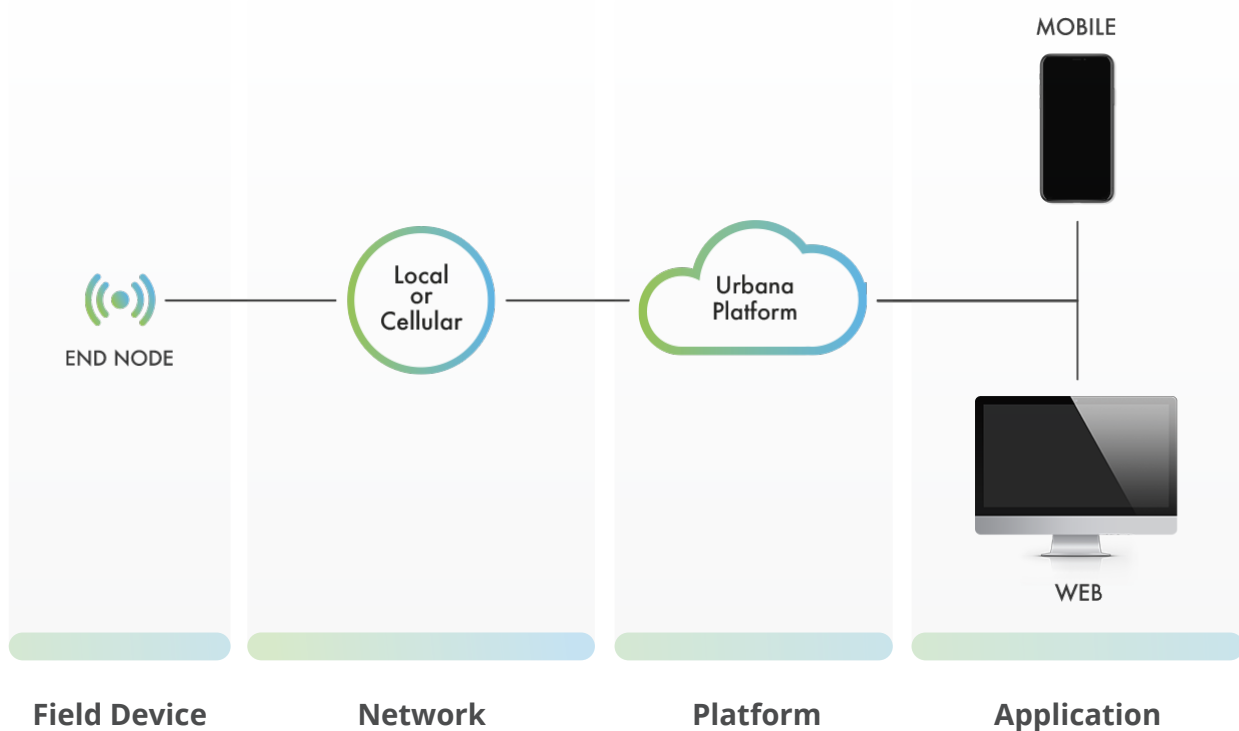 MOBILE
Local
or
Cellular
Urbana
Platform
END NODE
WEB
Field Device
Network
Platform
Application